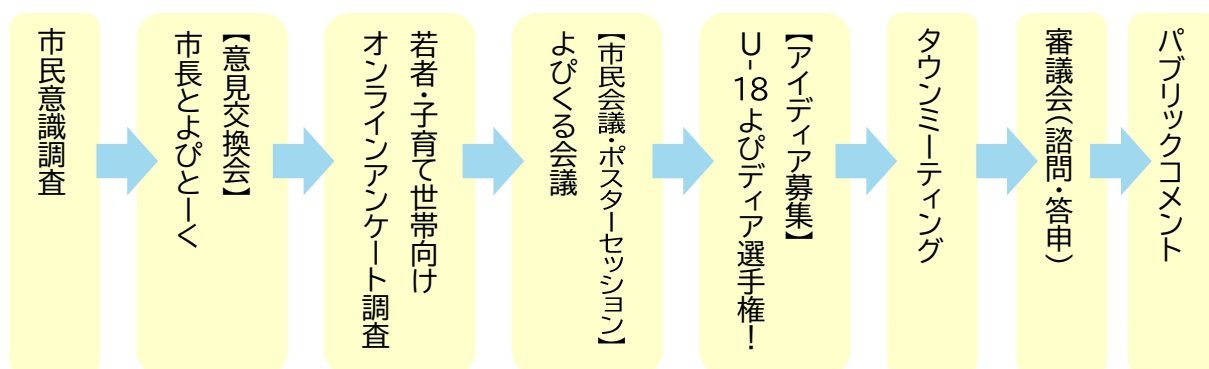 市民意識調査
【意見交換会】
市長とよぴとーく
若者・子育て世帯向け
オンラインアンケート調査
【市民会議・ポスターセッション】
よぴくる会議
【アイディア募集】
U-18よぴディア選手権！
タウンミーティング
審議会（諮問・答申）
パブリックコメント